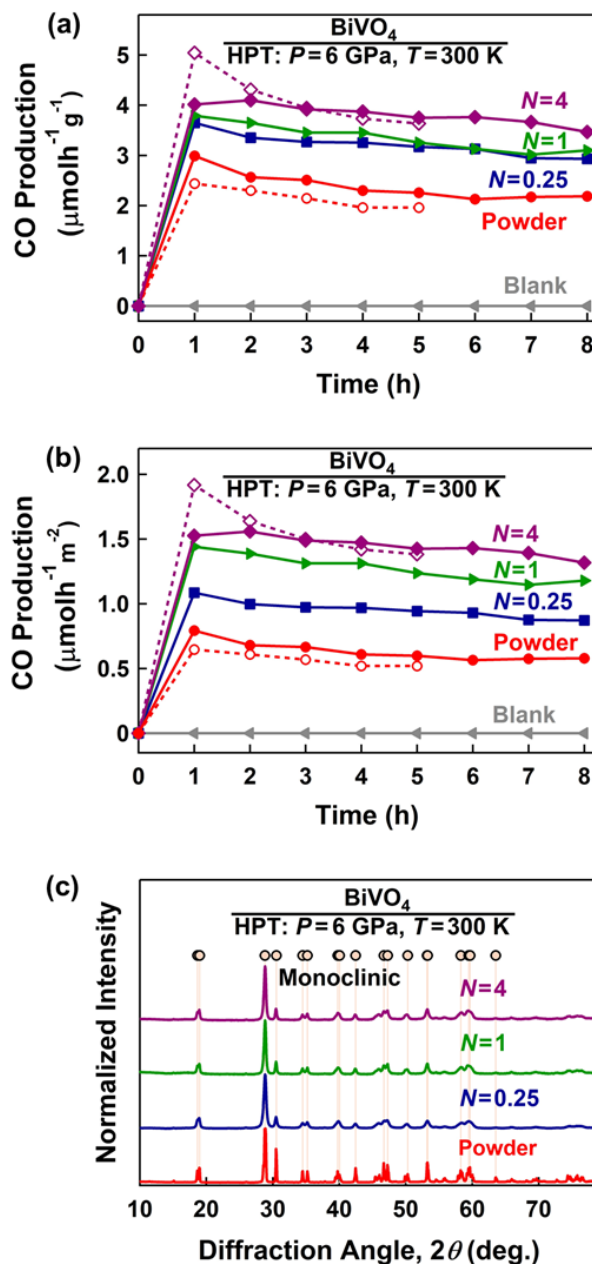 (a)
BiVO₄
HPT: P = 6 GPa, T = 300 K
5
4
3
2
1
0
CO Production
(μmolh⁻¹ g⁻¹)
N=4
N=1
N=0.25
Powder
Blank
0 1 2 3 4 5 6 7 8
Time (h)
(b)
BiVO₄
HPT: P = 6 GPa, T = 300 K
2.0
1.5
1.0
0.5
0
CO Production
(μmolh⁻¹ m⁻²)
N=4
N=1
N=0.25
Powder
Blank
0 1 2 3 4 5 6 7 8
Time (h)
(c)
BiVO₄
HPT: P = 6 GPa, T = 300 K
Monoclinic
Normalized Intensity
N=4
N=1
N=0.25
Powder
10 20 30 40 50 60 70
Diffraction Angle, 2θ (deg.)